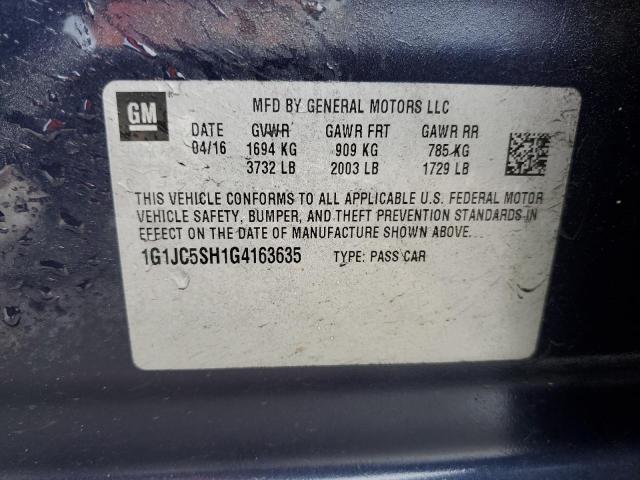 GM
MFD BY GENERAL MOTORS LLC
DATE GVWR GAWR FRT GAWR RR
04/16 1694 KG 909 KG 785 KG
3732 LB 2003 LB 1729 LB
THIS VEHICLE CONFORMS TO ALL APPLICABLE U.S. FEDERAL MOTOR
VEHICLE SAFETY, BUMPER, AND THEFT PREVENTION STANDARDS IN
EFFECT ON THE DATE OF MANUFACTURE SHOWN ABOVE.
1G1JC5SH1G4163635 TYPE: PASS CAR